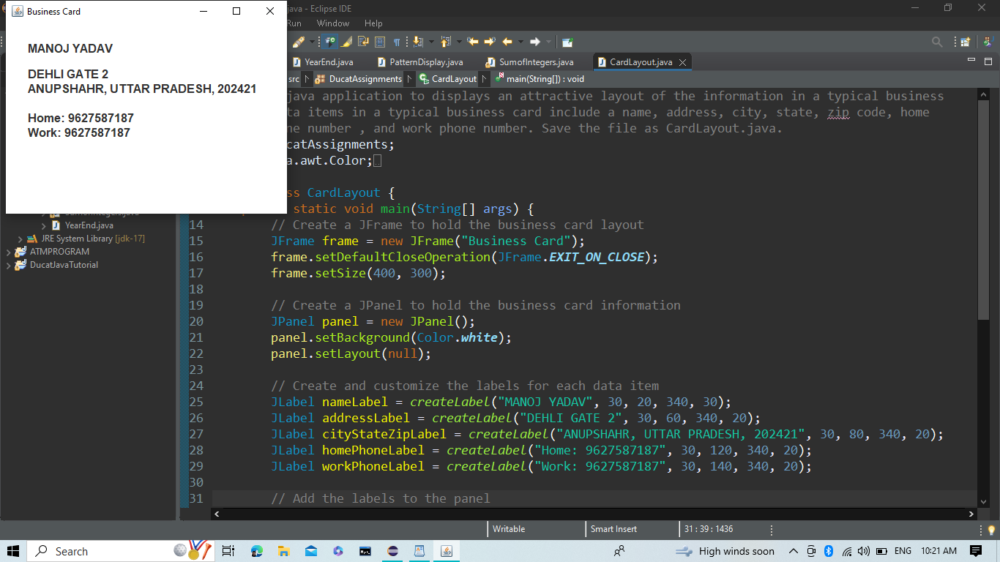 Business Card
java - Eclipse IDE
MANOJ YADAV
DEHLI GATE 2
ANUPSHAHR, UTTAR PRADESH, 202421
Home: 9627587187
Work: 9627587187
Run Window Help
YearEnd.java PatternDisplay.java SumofIntegers.java CardLayout.java
src DucatAssignments CardLayout main(String[]) : void
java application to displays an attractive layout of the information in a typical business
ta items in a typical business card include a name, address, city, state, zip code, home
ne number , and work phone number. Save the file as CardLayout.java.
catAssignments;
a.awt.Color;
ss CardLayout {
static void main(String[] args) {
14 // Create a JFrame to hold the business card layout
15 JFrame frame = new JFrame("Business Card");
16 frame.setDefaultCloseOperation(JFrame.EXIT_ON_CLOSE);
17 frame.setSize(400, 300);
18
19 // Create a JPanel to hold the business card information
20 JPanel panel = new JPanel();
21 panel.setBackground(Color.white);
22 panel.setLayout(null);
23
24 // Create and customize the labels for each data item
25 JLabel nameLabel = createLabel("MANOJ YADAV", 30, 20, 340, 30);
26 JLabel addressLabel = createLabel("DEHLI GATE 2", 30, 60, 340, 20);
27 JLabel cityStateZipLabel = createLabel("ANUPSHAHR, UTTAR PRADESH, 202421", 30, 80, 340, 20);
28 JLabel homePhoneLabel = createLabel("Home: 9627587187", 30, 120, 340, 20);
29 JLabel workPhoneLabel = createLabel("Work: 9627587187", 30, 140, 340, 20);
30
31 // Add the labels to the panel
YearEnd.java
JRE System Library [jdk-17]
ATMPROGRAM
DucatJavaTutorial
Writable Smart Insert 31 : 39 : 1436
Search High winds soon ENG 10:21 AM